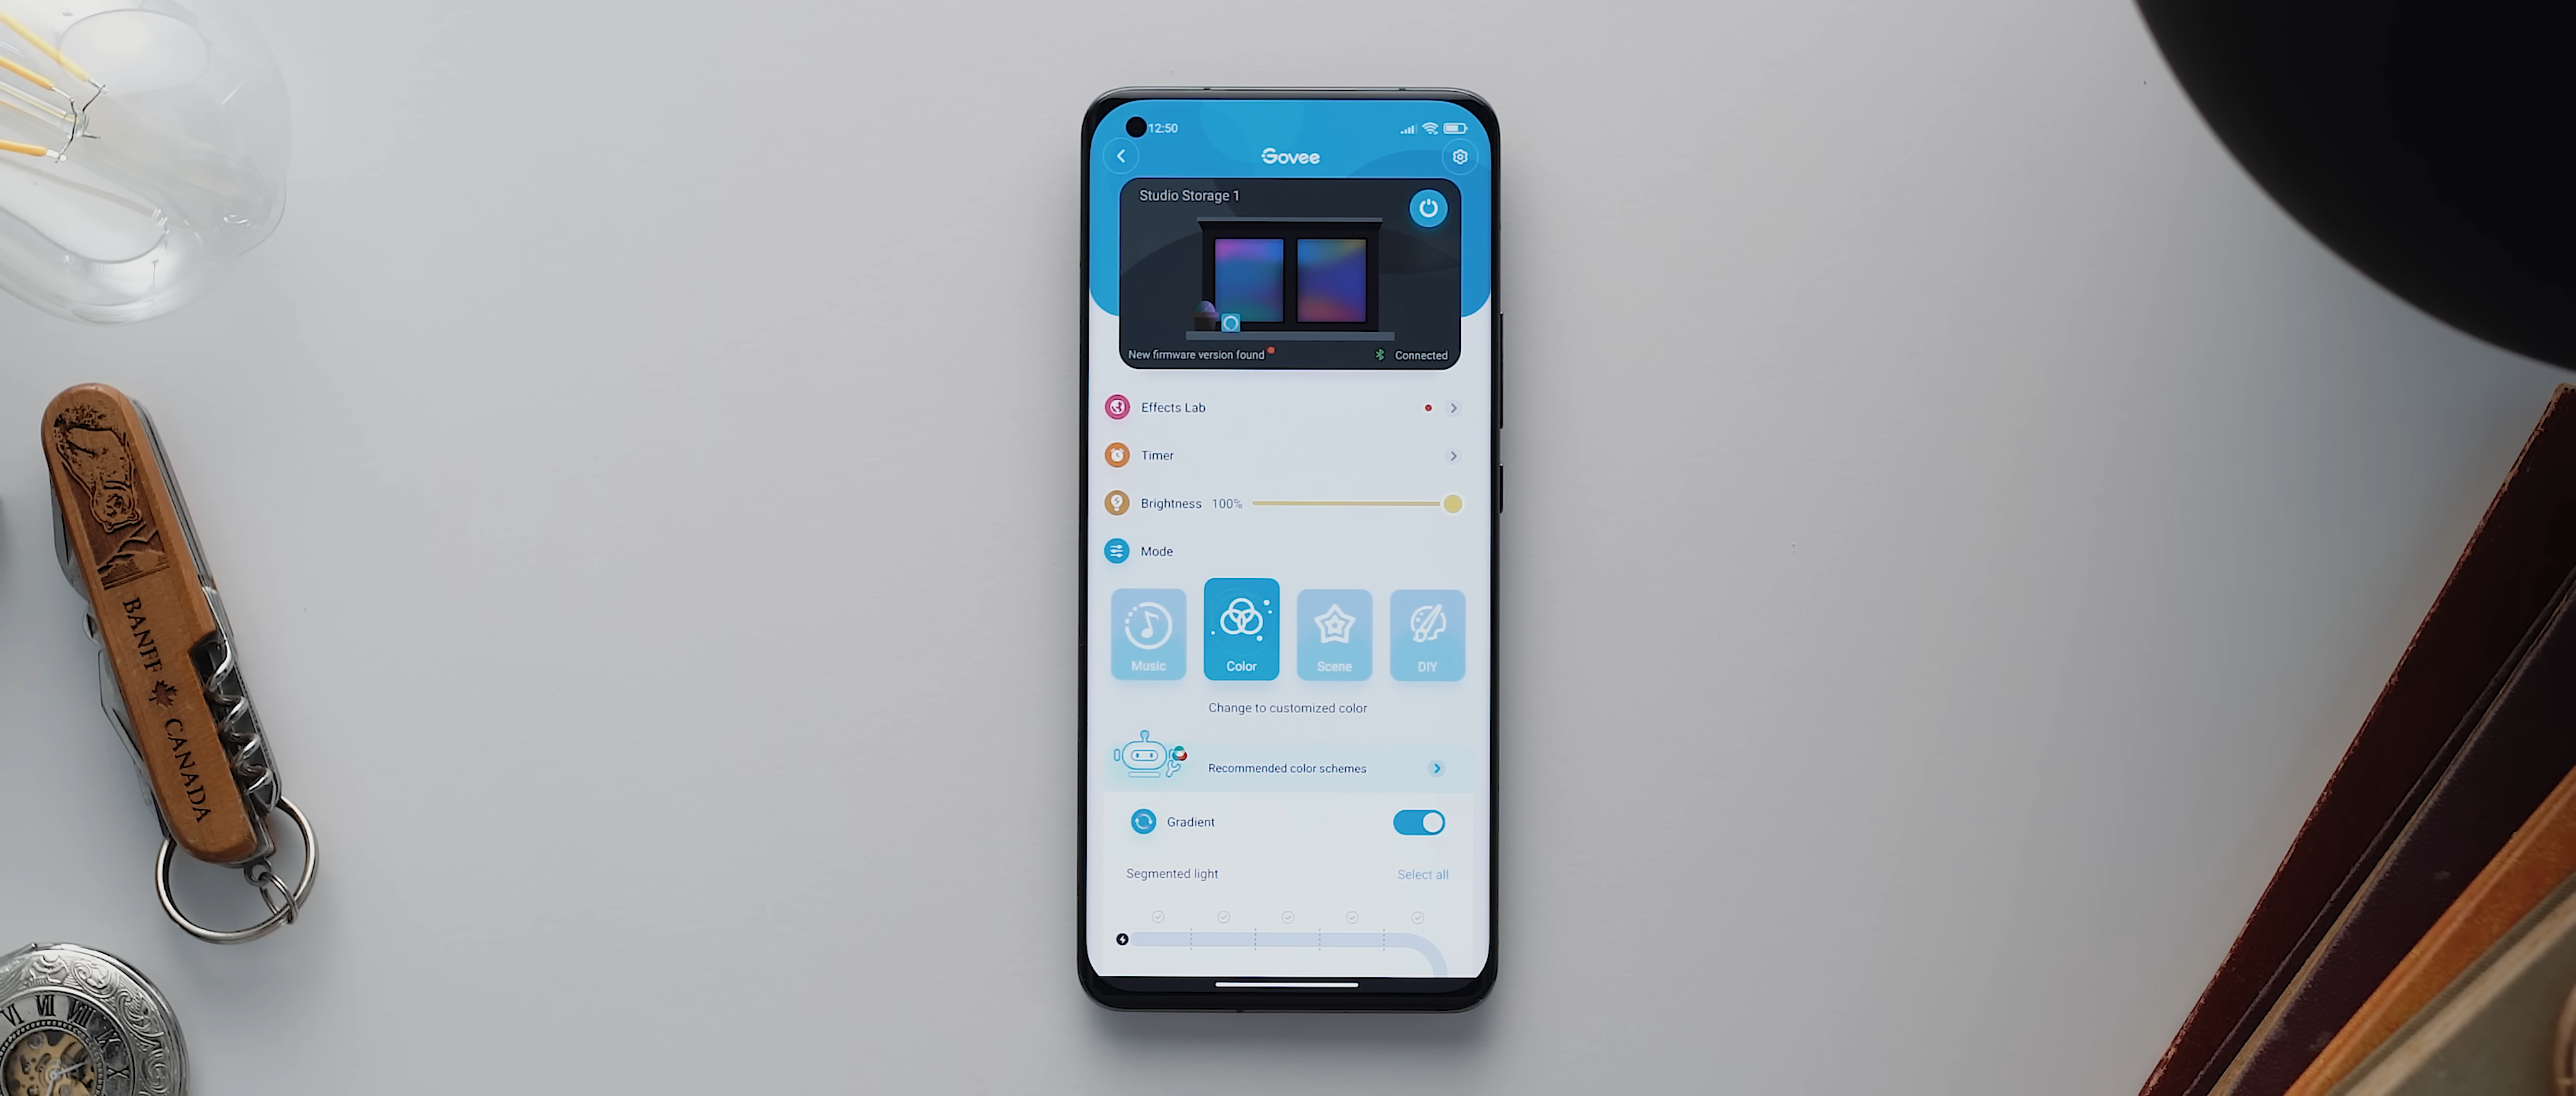 12:50
Govee
Studio Storage 1
New firmware version found
Connected
Effects Lab
Timer
Brightness 100%
Mode
Music
Color
Scene
DIY
Change to customized color
Recommended color schemes
Gradient
Segmented light
Select all
BANFF CANADA